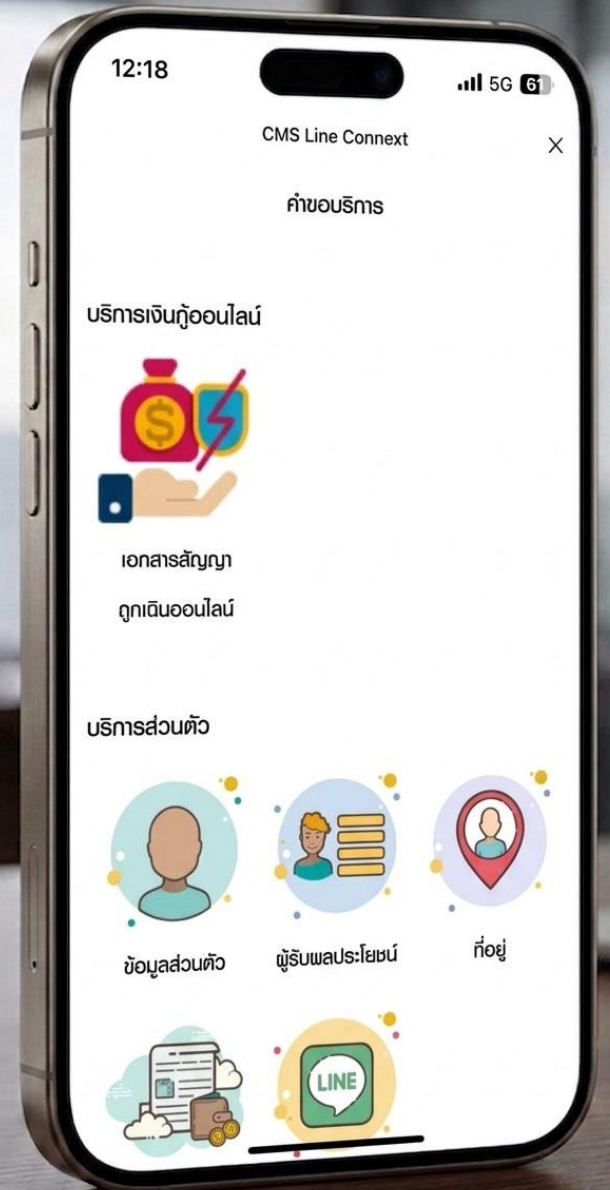 12:18
5G 61
CMS Line Connext
คำขอบริการ
บริการเงินกู้ออนไลน์
$
เอกสารสัญญา
ฉุกเฉินออนไลน์
บริการส่วนตัว
ข้อมูลส่วนตัว
ผู้รับผลประโยชน์
ที่อยู่
LINE